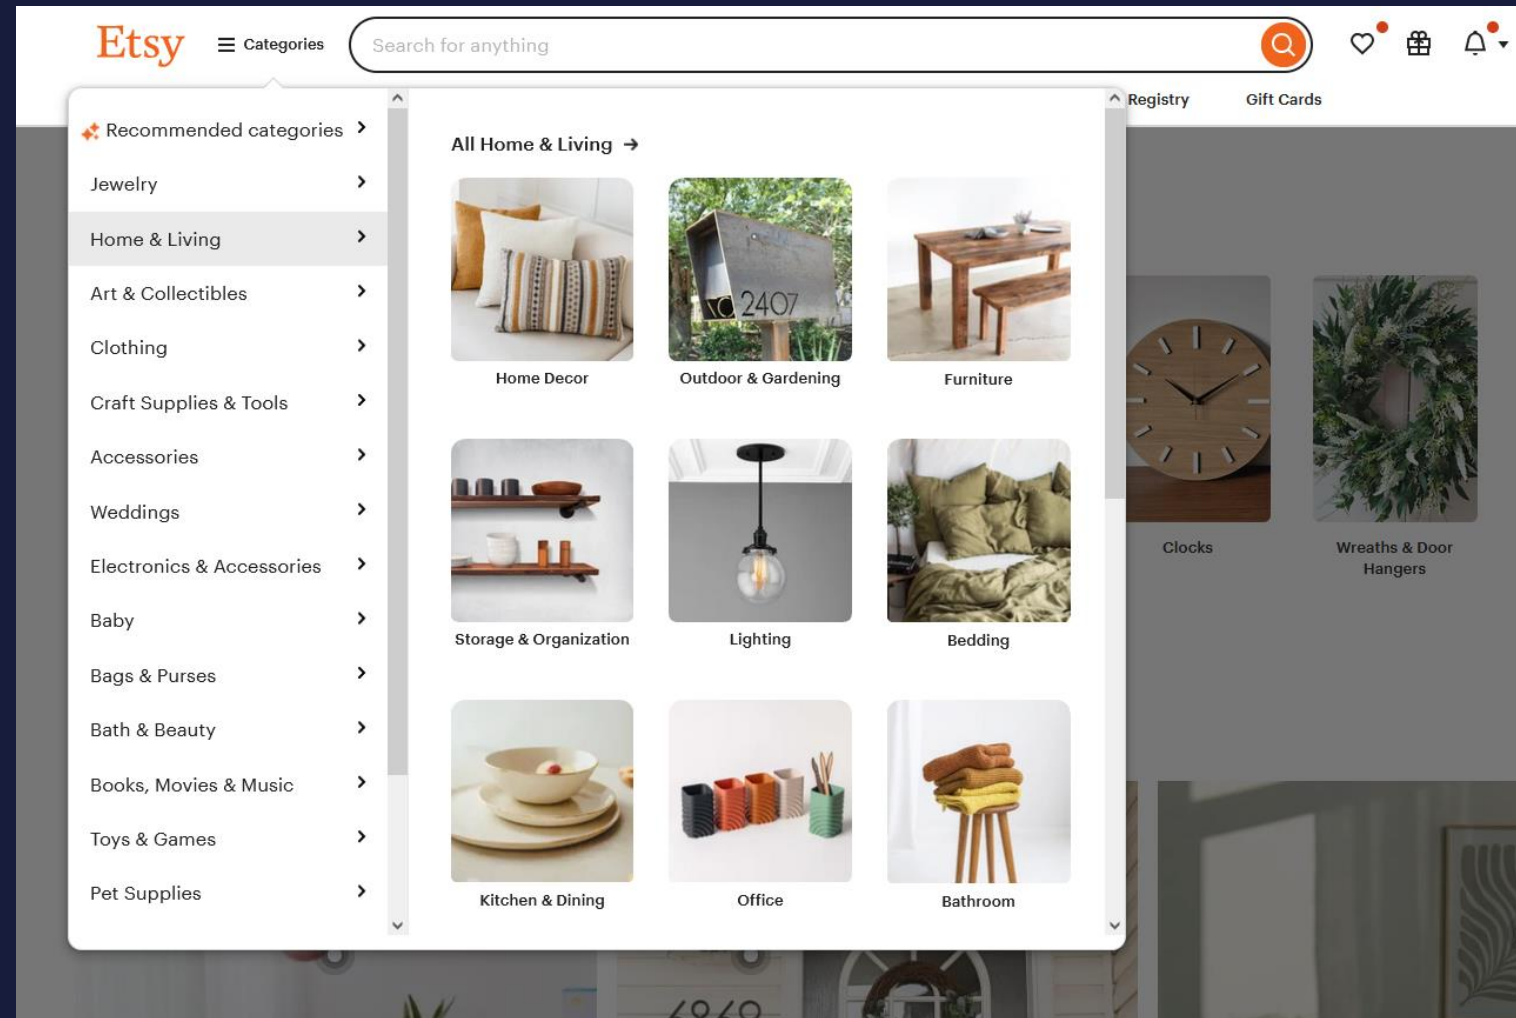 Etsy
Categories
Search for anything
Registry
Gift Cards
Recommended categories
Jewelry
Home & Living
Art & Collectibles
Clothing
Craft Supplies & Tools
Accessories
Weddings
Electronics & Accessories
Baby
Bags & Purses
Bath & Beauty
Books, Movies & Music
Toys & Games
Pet Supplies
All Home & Living →
2407
Home Decor
Outdoor & Gardening
Furniture
Storage & Organization
Lighting
Bedding
Kitchen & Dining
Office
Bathroom
Clocks
Wreaths & Door
Hangers